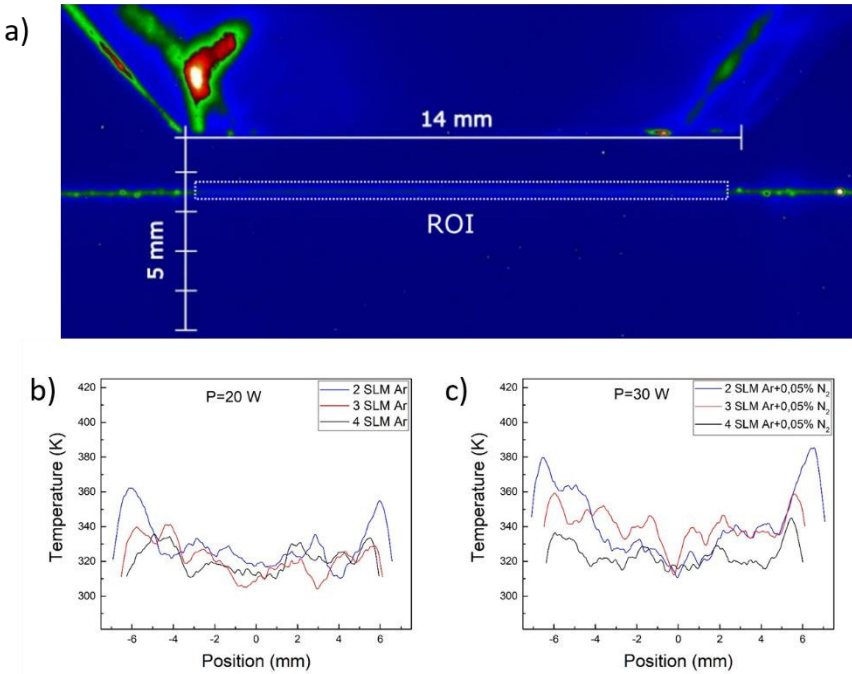 a)
14 mm
ROI
5 mm
b)
P=20 W
2 SLM Ar
3 SLM Ar
4 SLM Ar
420
400
380
360
340
320
300
Temperature (K)
-6 -4 -2 0 2 4 6
Position (mm)
c)
P=30 W
2 SLM Ar+0,05% N₂
3 SLM Ar+0,05% N₂
4 SLM Ar+0,05% N₂
420
400
380
360
340
320
300
Temperature (K)
-6 -4 -2 0 2 4 6
Position (mm)